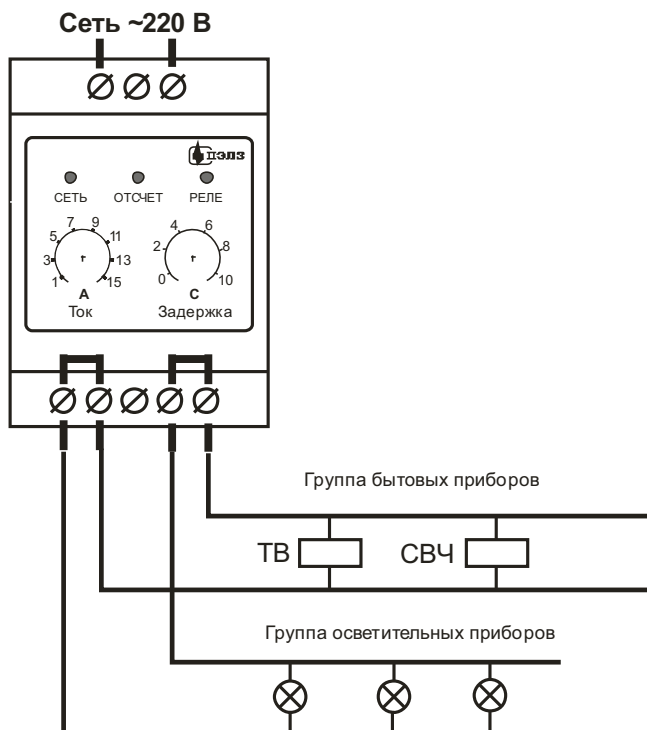 Сеть ~220 В
ПЭЛЗ
СЕТЬ ОТСЧЕТ РЕЛЕ
7 9 4 6
5 11 2 8
3 13
1 15 0 10
А С
Ток Задержка
Группа бытовых приборов
ТВ СВЧ
Группа осветительных приборов